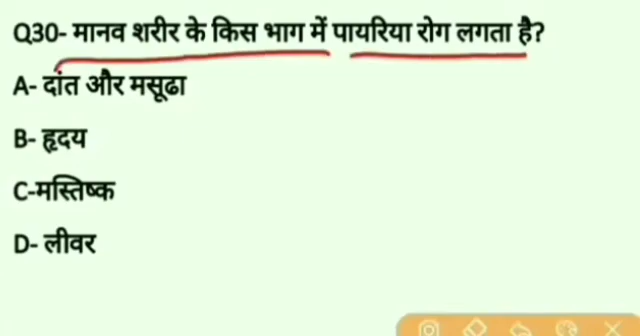 Q30- मानव शरीर के किस भाग में पायरिया रोग लगता है?
A- दांत और मसूढा
B- हृदय
C-मस्तिष्क
D- लीवर